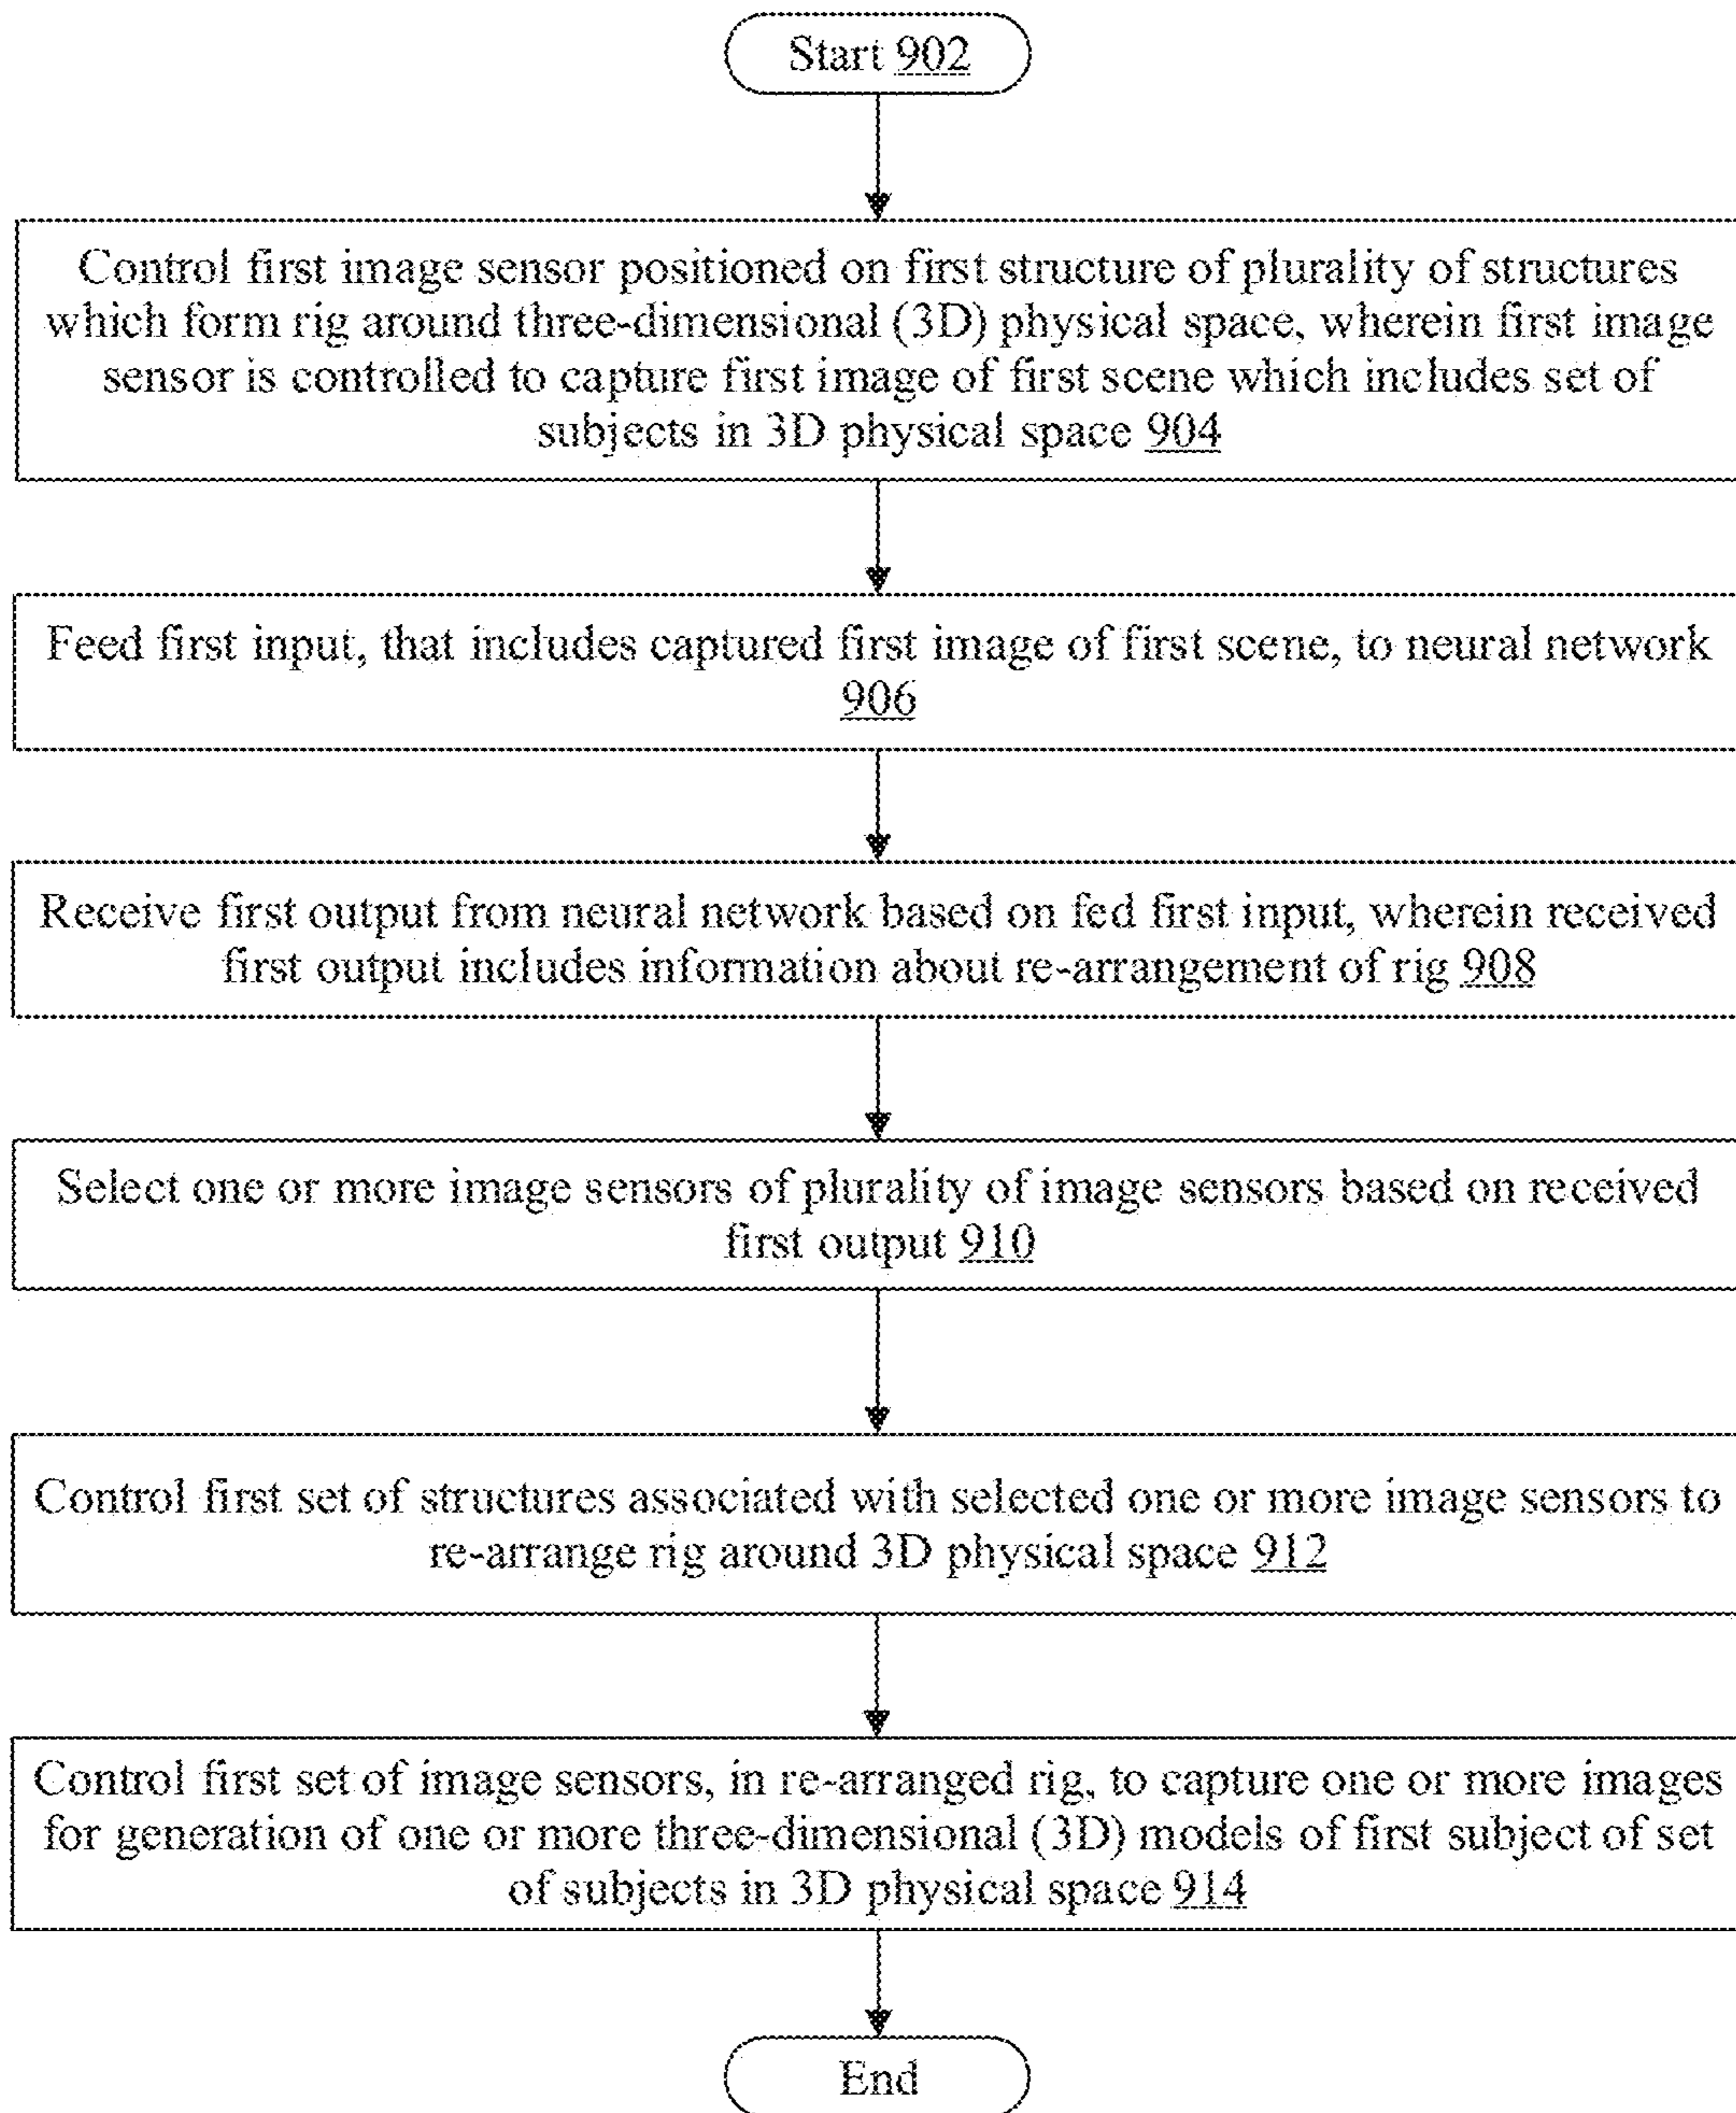 Start 902
Control first image sensor positioned on first structure of plurality of structures
which form rig around three-dimensional (3D) physical space, wherein first image
sensor is controlled to capture first image of first scene which includes set of
subjects in 3D physical space 904
Feed first input, that includes captured first image of first scene, to neural network
906
Receive first output from neural network based on fed first input, wherein received
first output includes information about re-arrangement of rig 908
Select one or more image sensors of plurality of image sensors based on received
first output 910
Control first set of structures associated with selected one or more image sensors to
re-arrange rig around 3D physical space 912
Control first set of image sensors, in re-arranged rig, to capture one or more images
for generation of one or more three-dimensional (3D) models of first subject of set
of subjects in 3D physical space 914
End